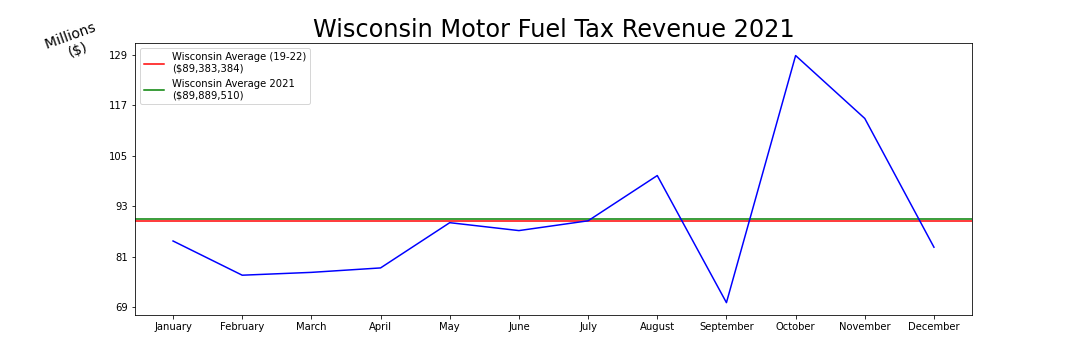 Wisconsin Motor Fuel Tax Revenue 2021
Millions
($)
Wisconsin Average (19-22)
($89,383,384)
Wisconsin Average 2021
($89,889,510)
129
117
105
93
81
69
January February March April May June July August September October November December